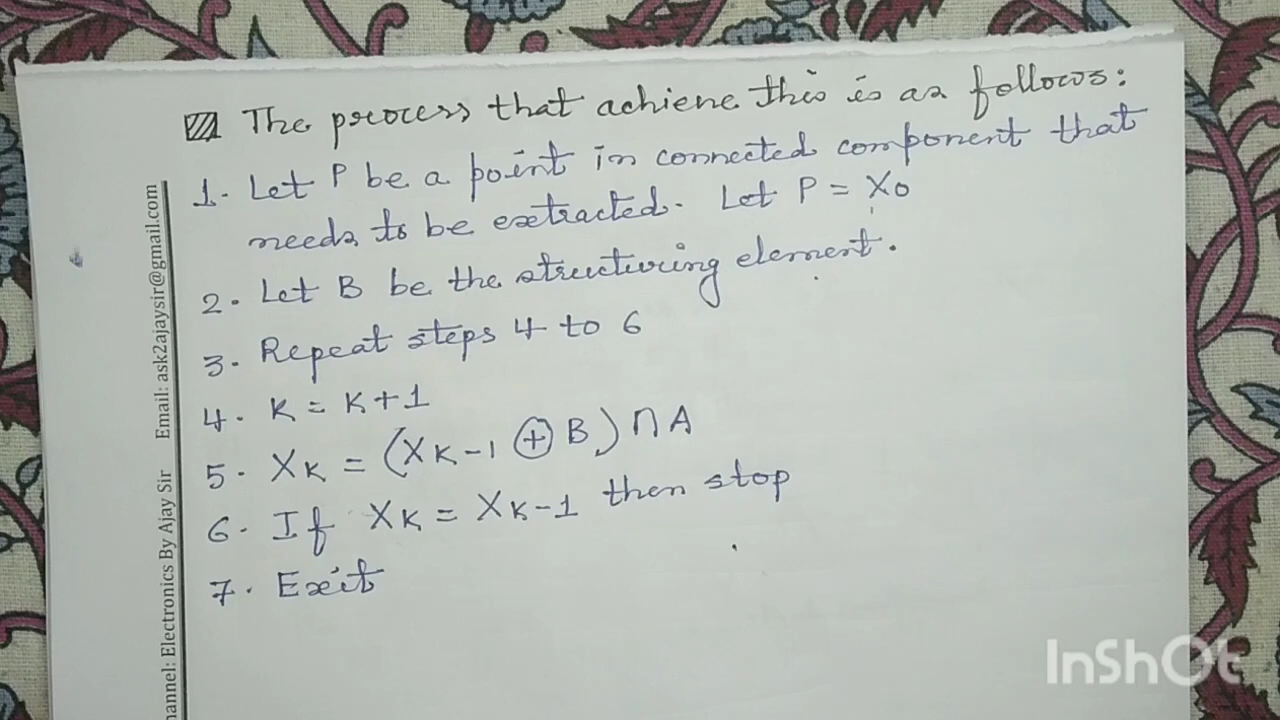 The process that achieve this is as follows:
1. Let P be a point in connected component that
needs to be extracted. Let P = X0
2. Let B be the structuring element.
3. Repeat steps 4 to 6
4. K = K+1
5. XK = (XK-1 ⊕ B) ∩ A
6. If XK = XK-1 then stop
7. Exit
hannel: Electronics By Ajay Sir Email: ask2ajaysir@gmail.com
InShOt